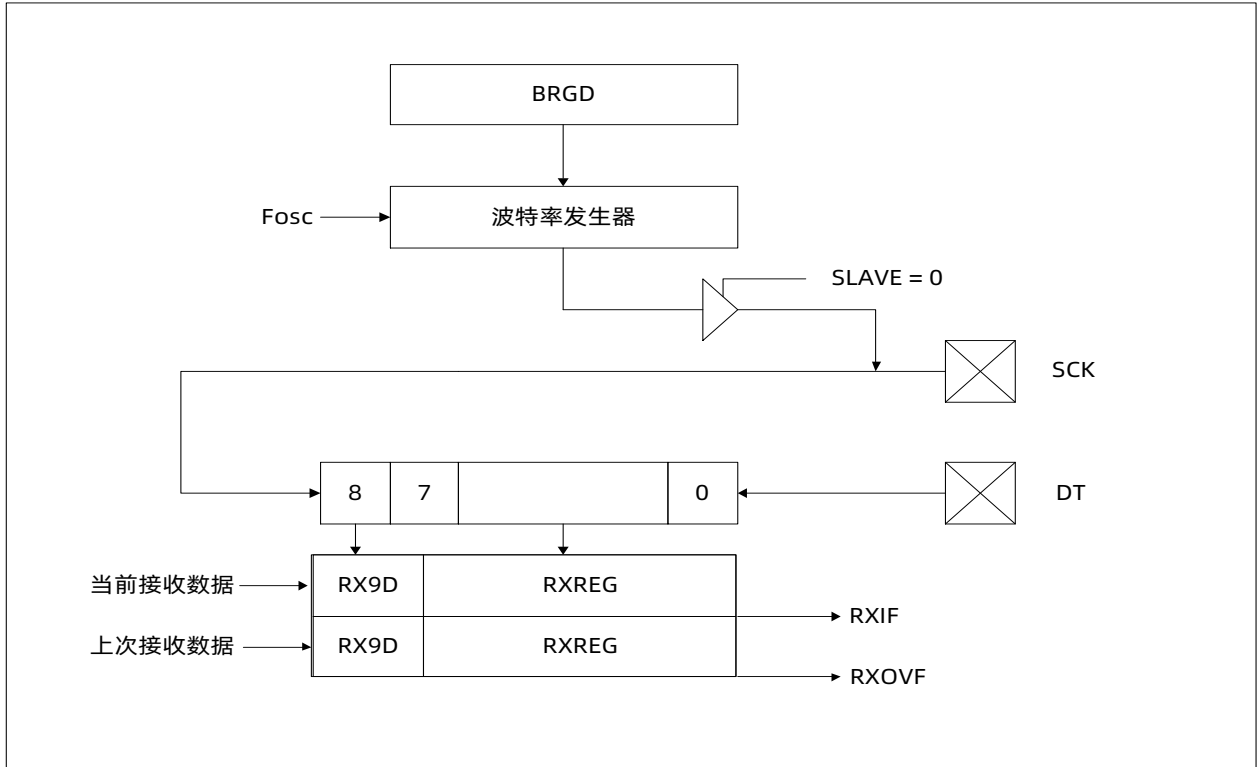 BRGD
Fosc
波特率发生器
SLAVE = 0
SCK
8 7 0
DT
当前接收数据 RX9D RXREG
RXIF
上次接收数据 RX9D RXREG
RXOVF